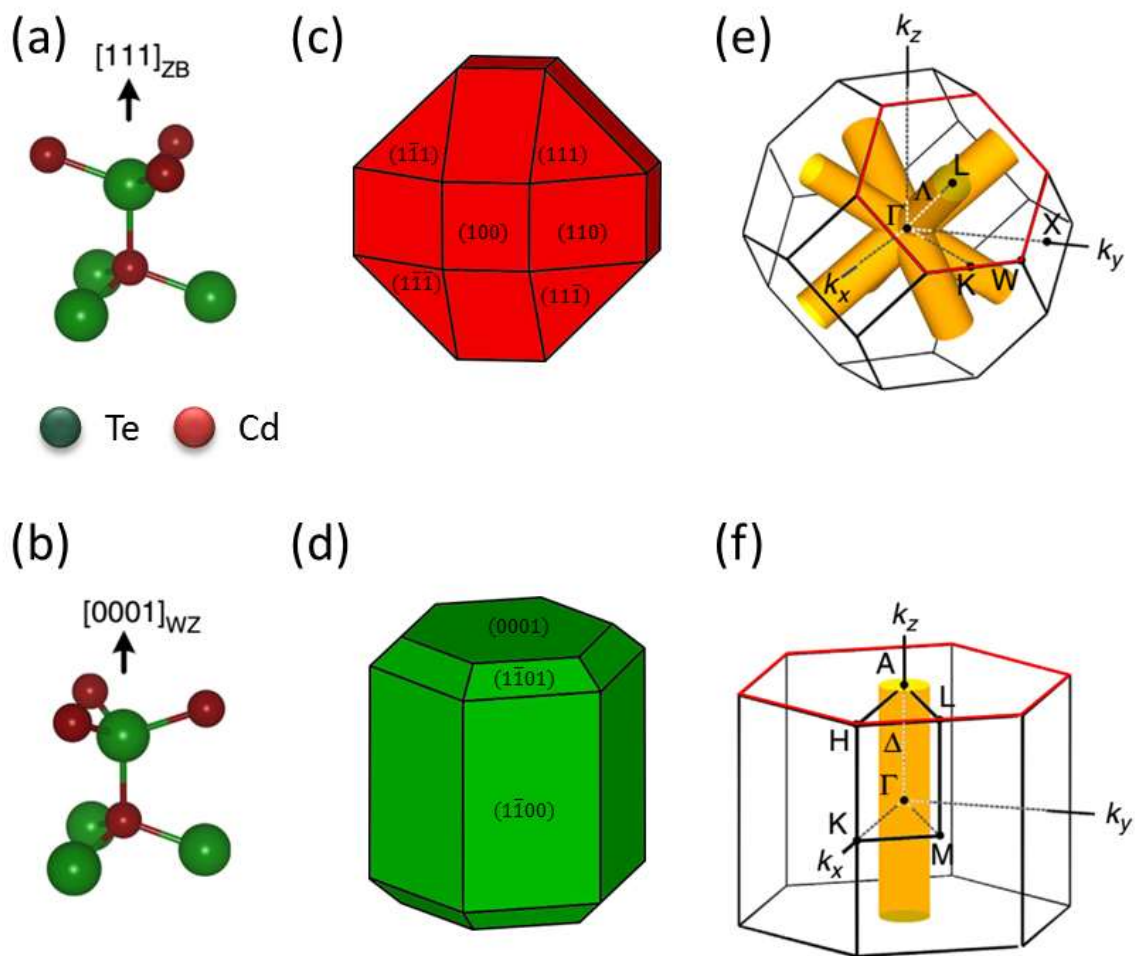 (a)
[111]ZB
(c)
(11̄1)
(111)
(100)
(110)
(11̄1̄)
(111̄)
(e)
kz
L
Λ
Γ
X
ky
kx
K
W
Te
Cd
(b)
[0001]WZ
(d)
(0001)
(11̄01)
(11̄00)
(f)
kz
A
L
H
Δ
Γ
K
M
kx
ky